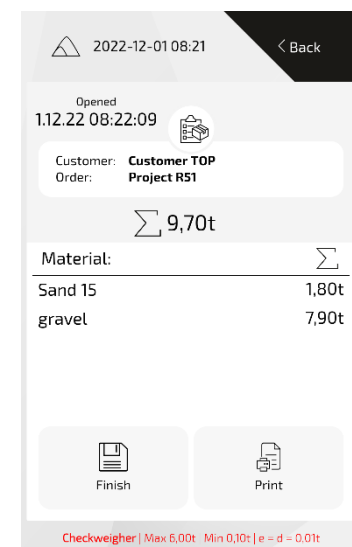 2022-12-01 08:21
Back
Opened
1.12.22 08:22:09
Customer: Customer TOP
Order: Project R51
∑ 9,70t
Material: ∑
Sand 15 1,80t
gravel 7,90t
Finish
Print
Checkweigher | Max 6,00t Min 0,10t | e = d = 0,01t